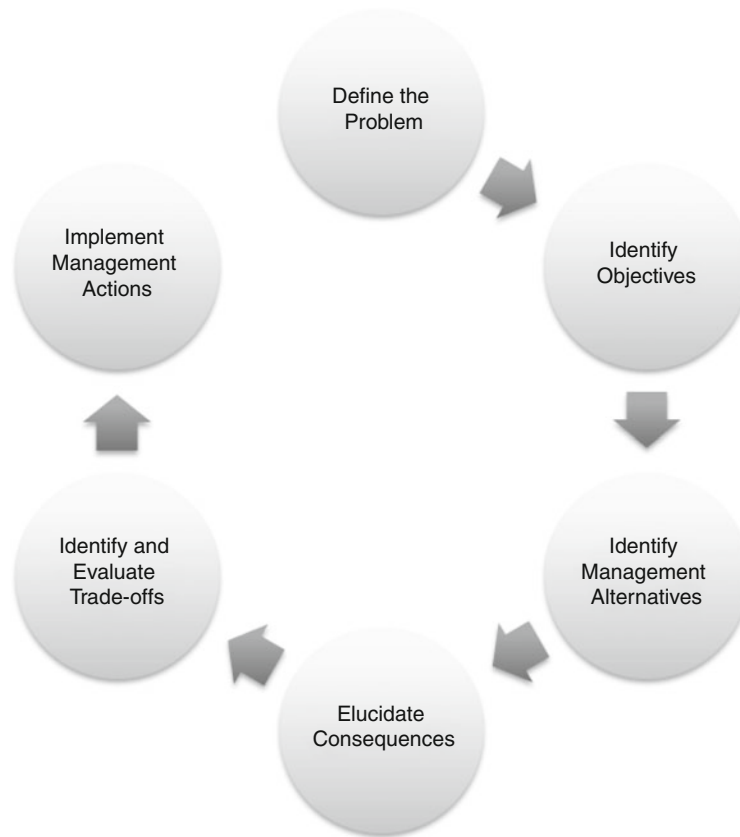 Define the
Problem
Identify
Objectives
Identify
Management
Alternatives
Elucidate
Consequences
Identify and
Evaluate
Trade-offs
Implement
Management
Actions